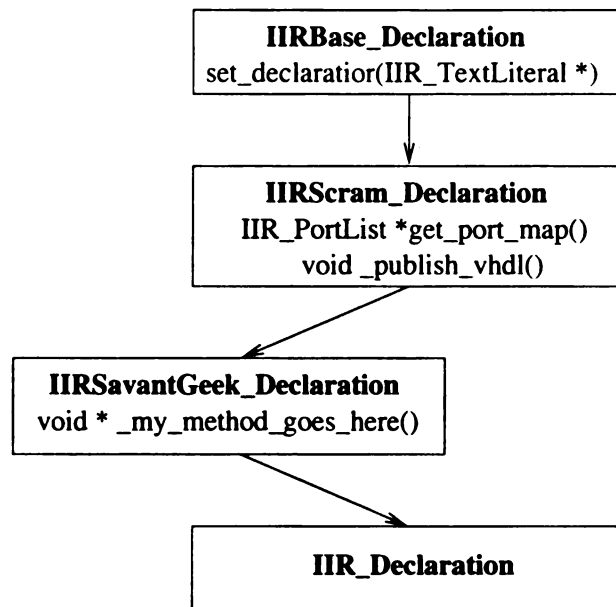 IIRBase_Declaration
set_declaratior(IIR_TextLiteral *)
IIRScram_Declaration
IIR_PortList *get_port_map()
void _publish_vhdl()
IIRSavantGeek_Declaration
void * _my_method_goes_here()
IIR_Declaration